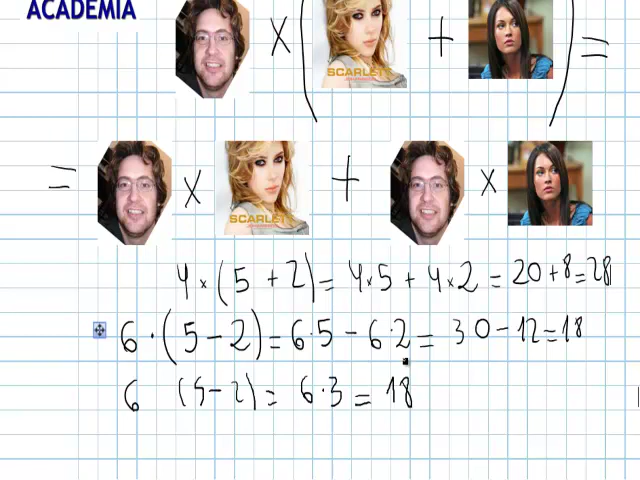 ACADEMIA
× ( SCARLETT + ) =
= × SCARLETT + ×
4 × (5 + 2) = 4×5 + 4×2 = 20 + 8 = 28
6 · (5 − 2) = 6·5 − 6·2 = 30 − 12 = 18
6 (5 − 2) = 6·3 = 18